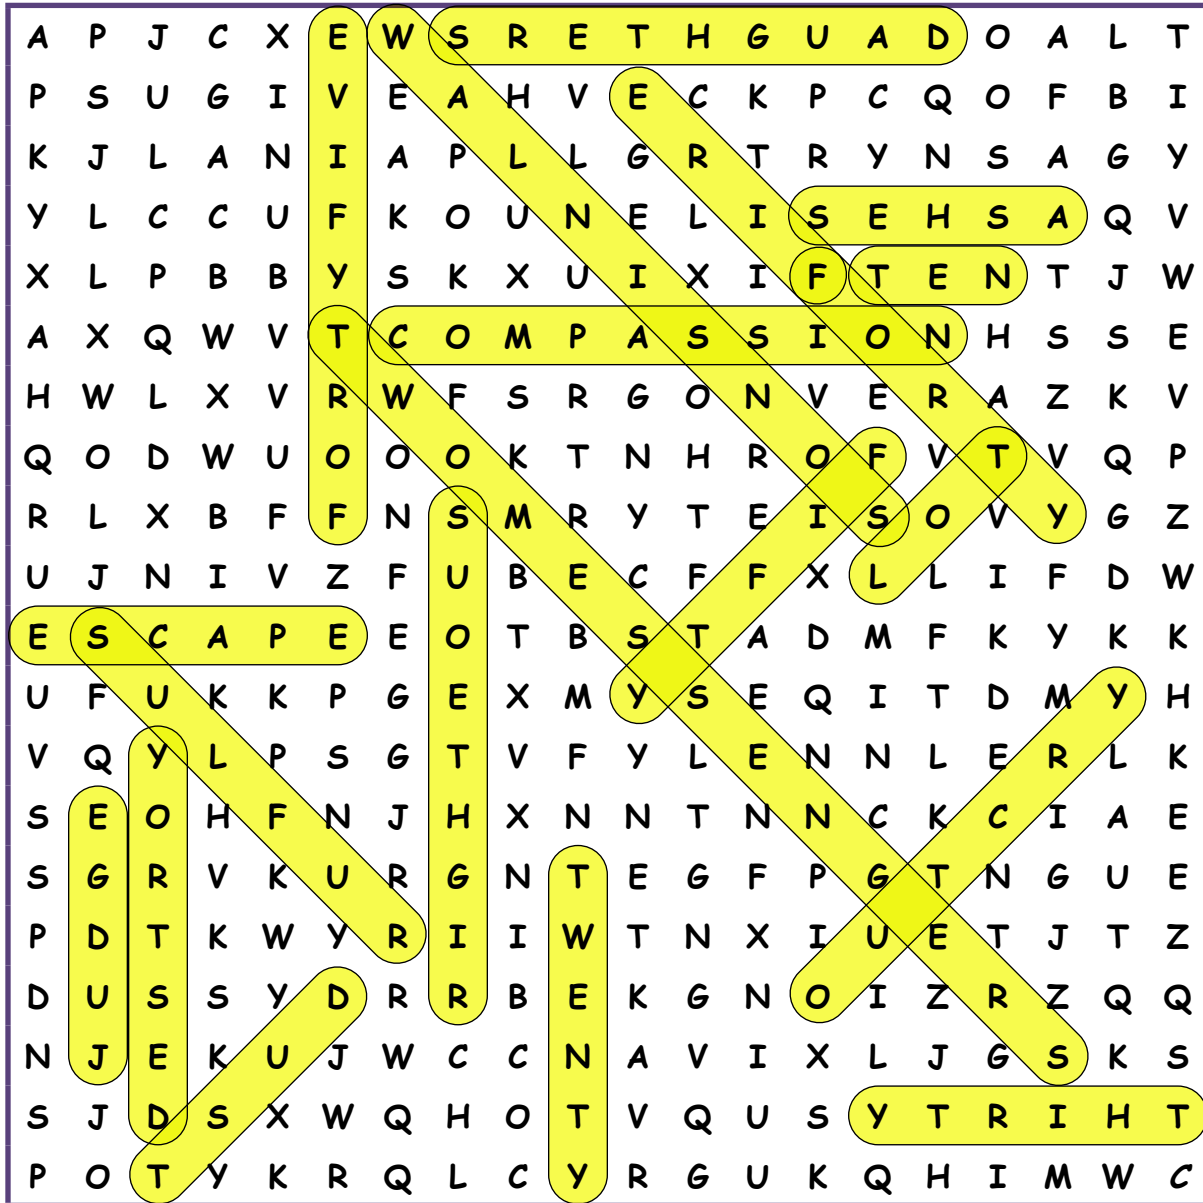 A P J C X E W S R E T H G U A D O A L T
P S U G I V E A H V E C K P C Q O F B I
K J L A N I A P L L G R T R Y N S A G Y
Y L C C U F K O U N E L I S E H S A Q V
X L P B B Y S K X U I X I F T E N T J W
A X Q W V T C O M P A S S I O N H S S E
H W L X V R W F S R G O N V E R A Z K V
Q O D W U O O O K T N H R O F V T V Q P
R L X B F F N S M R Y T E I S O V Y G Z
U J N I V Z F U B E C F F X L L I F D W
E S C A P E E O T B S T A D M F K Y K K
U F U K K P G E X M Y S E Q I T D M Y H
V Q Y L P S G T V F Y L E N N L E R L K
S E O H F N J H X N N T N N C K C I A E
S G R V K U R G N T E G F P G T N G U E
P D T K W Y R I I W T N X I U E T J T Z
D U S S Y D R R B E K G N O I Z R Z Q Q
N J E K U J W C C N A V I X L J G S K S
S J D S X W Q H O T V Q U S Y T R I H T
P O T Y K R Q L C Y R G U K Q H I M W C